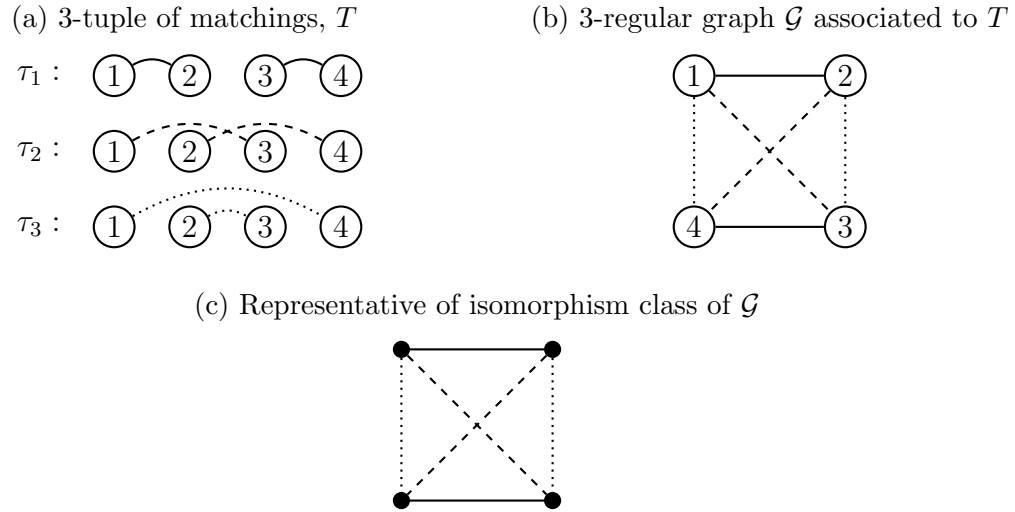 (a) 3-tuple of matchings, T
τ₁ : 1 2 3 4
τ₂ : 1 2 3 4
τ₃ : 1 2 3 4
(b) 3-regular graph 𝒢 associated to T
1 2
4 3
(c) Representative of isomorphism class of 𝒢